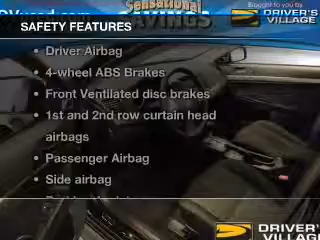 Sensational
Brought to you by
DRIVER'S
VILLAGE
SAVINGS
SAFETY FEATURES
• Driver Airbag
• 4-wheel ABS Brakes
• Front Ventilated disc brakes
• 1st and 2nd row curtain head
airbags
• Passenger Airbag
• Side airbag
DRIVER'S
VILLAGE